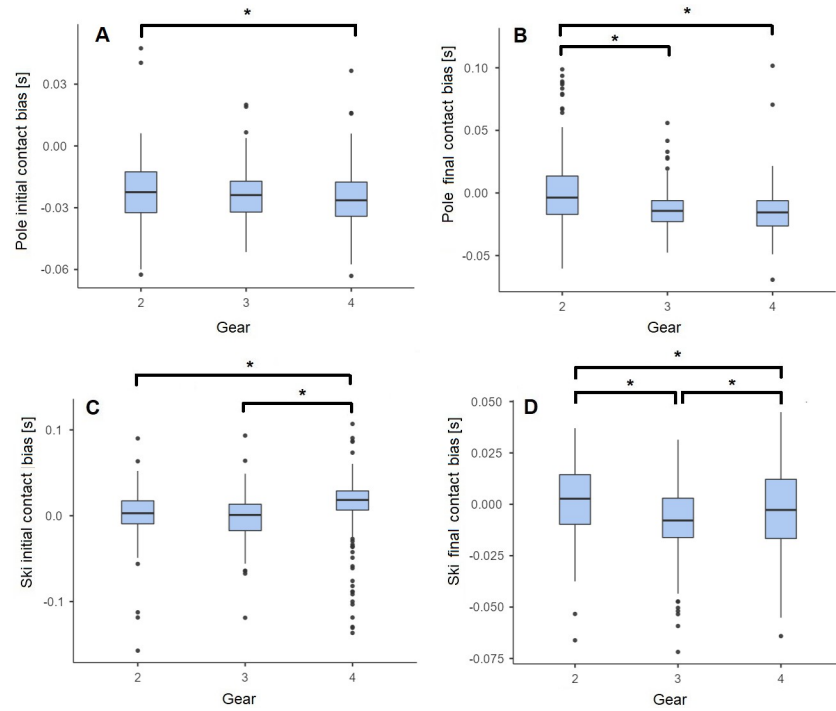 A
*
Pole initial contact bias [s]
0.03
0.00
-0.03
-0.06
2 3 4
Gear
B
*
*
Pole final contact bias [s]
0.10
0.05
0.00
-0.05
2 3 4
Gear
C
*
*
Ski initial contact bias [s]
0.1
0.0
-0.1
2 3 4
Gear
D
*
* *
Ski final contact bias [s]
0.050
0.025
0.000
-0.025
-0.050
-0.075
2 3 4
Gear